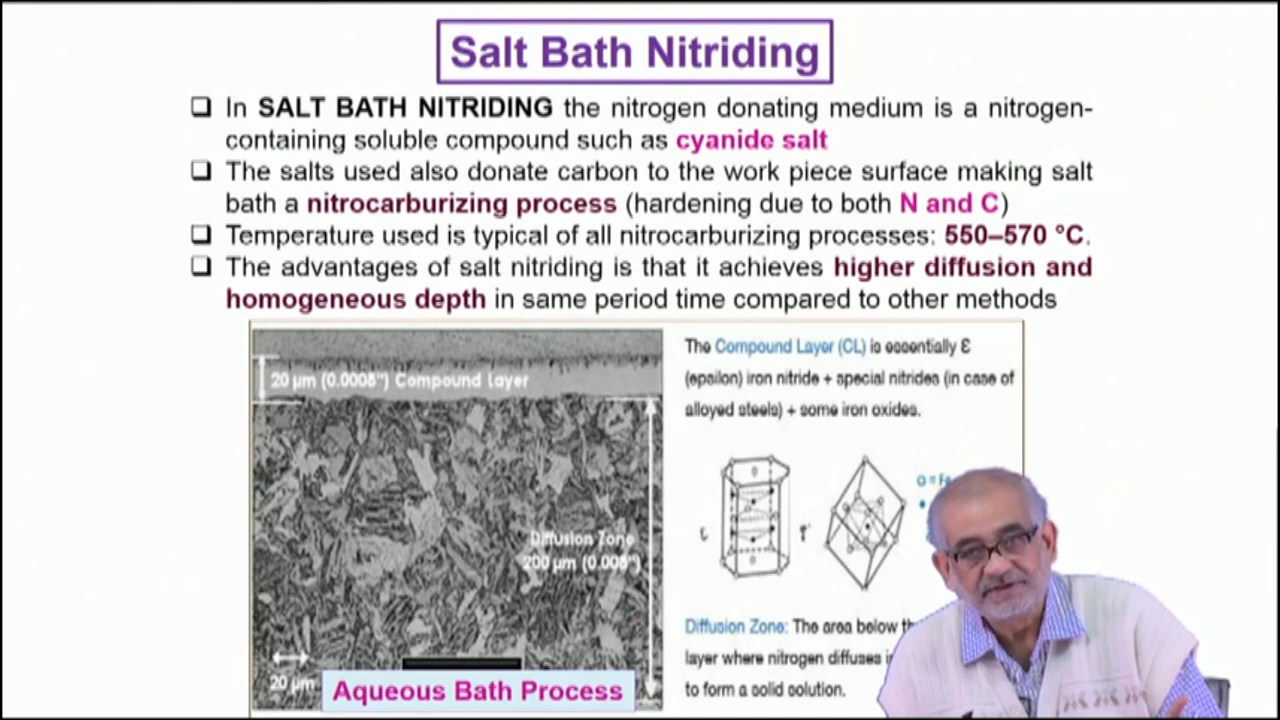 Salt Bath Nitriding
❑ In SALT BATH NITRIDING the nitrogen donating medium is a nitrogen-
containing soluble compound such as cyanide salt
❑ The salts used also donate carbon to the work piece surface making salt
bath a nitrocarburizing process (hardening due to both N and C)
❑ Temperature used is typical of all nitrocarburizing processes: 550–570 °C.
❑ The advantages of salt nitriding is that it achieves higher diffusion and
homogeneous depth in same period time compared to other methods
20 µm (0.0008") Compound layer
Diffusion Zone
200 µm (0.008")
20 µm
Aqueous Bath Process
The Compound Layer (CL) is essentially ε
(epsilon) iron nitride + special nitrides (in case of
alloyed steels) + some iron oxides.
ε
O = Fe
Diffusion Zone: The area below
layer where nitrogen diffuses
to form a solid solution.